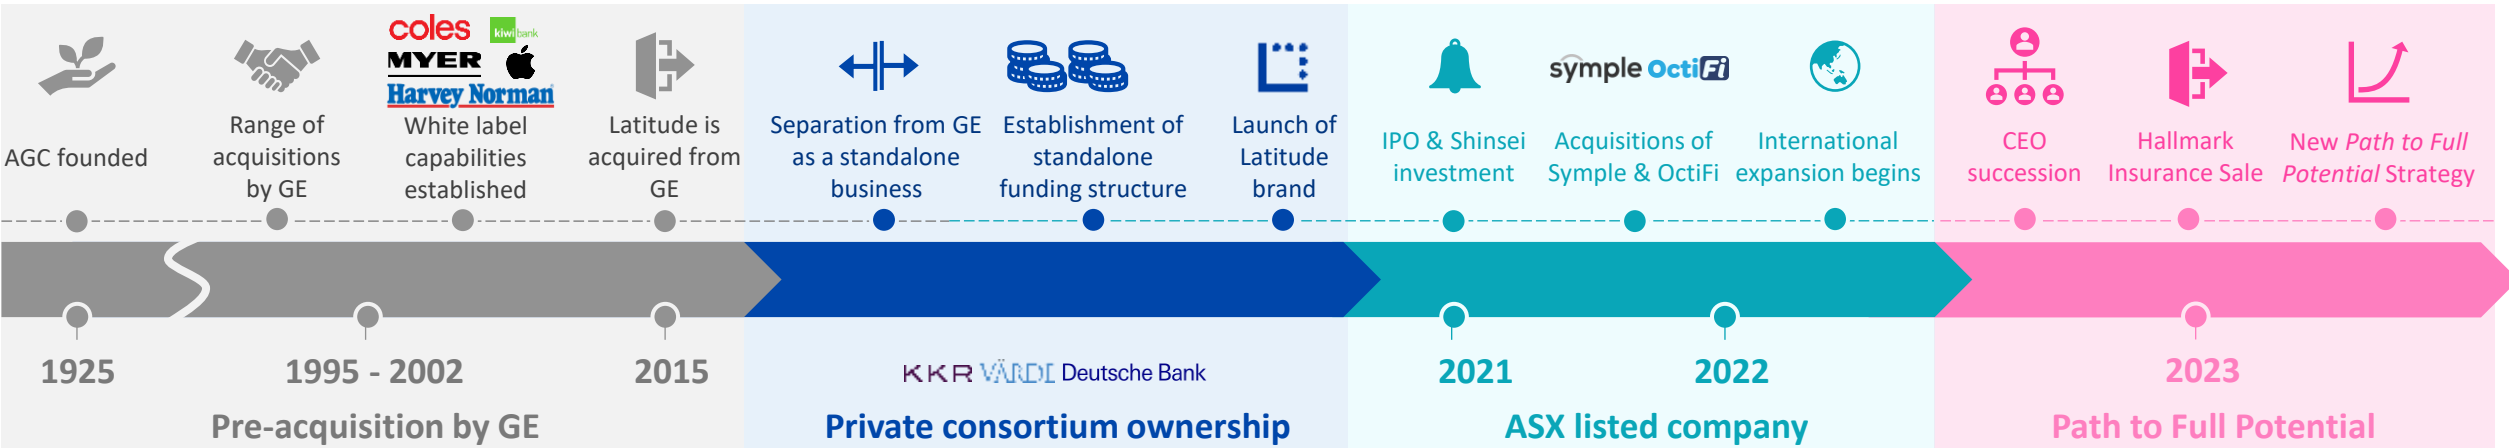 AGC founded
Range of
acquisitions
by GE
coles
kiwibank
MYER
Harvey Norman
White label
capabilities
established
Latitude is
acquired from
GE
Separation from GE
as a standalone
business
Establishment of
standalone
funding structure
Launch of
Latitude
brand
IPO & Shinsei
investment
symple OctiFi
Acquisitions of
Symple & OctiFi
International
expansion begins
CEO
succession
Hallmark
Insurance Sale
New Path to Full
Potential Strategy
1925
1995 - 2002
2015
KKR VÄRDE Deutsche Bank
2021
2022
2023
Pre-acquisition by GE
Private consortium ownership
ASX listed company
Path to Full Potential